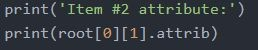 print('Item #2 attribute:')
print(root[0][1].attrib)